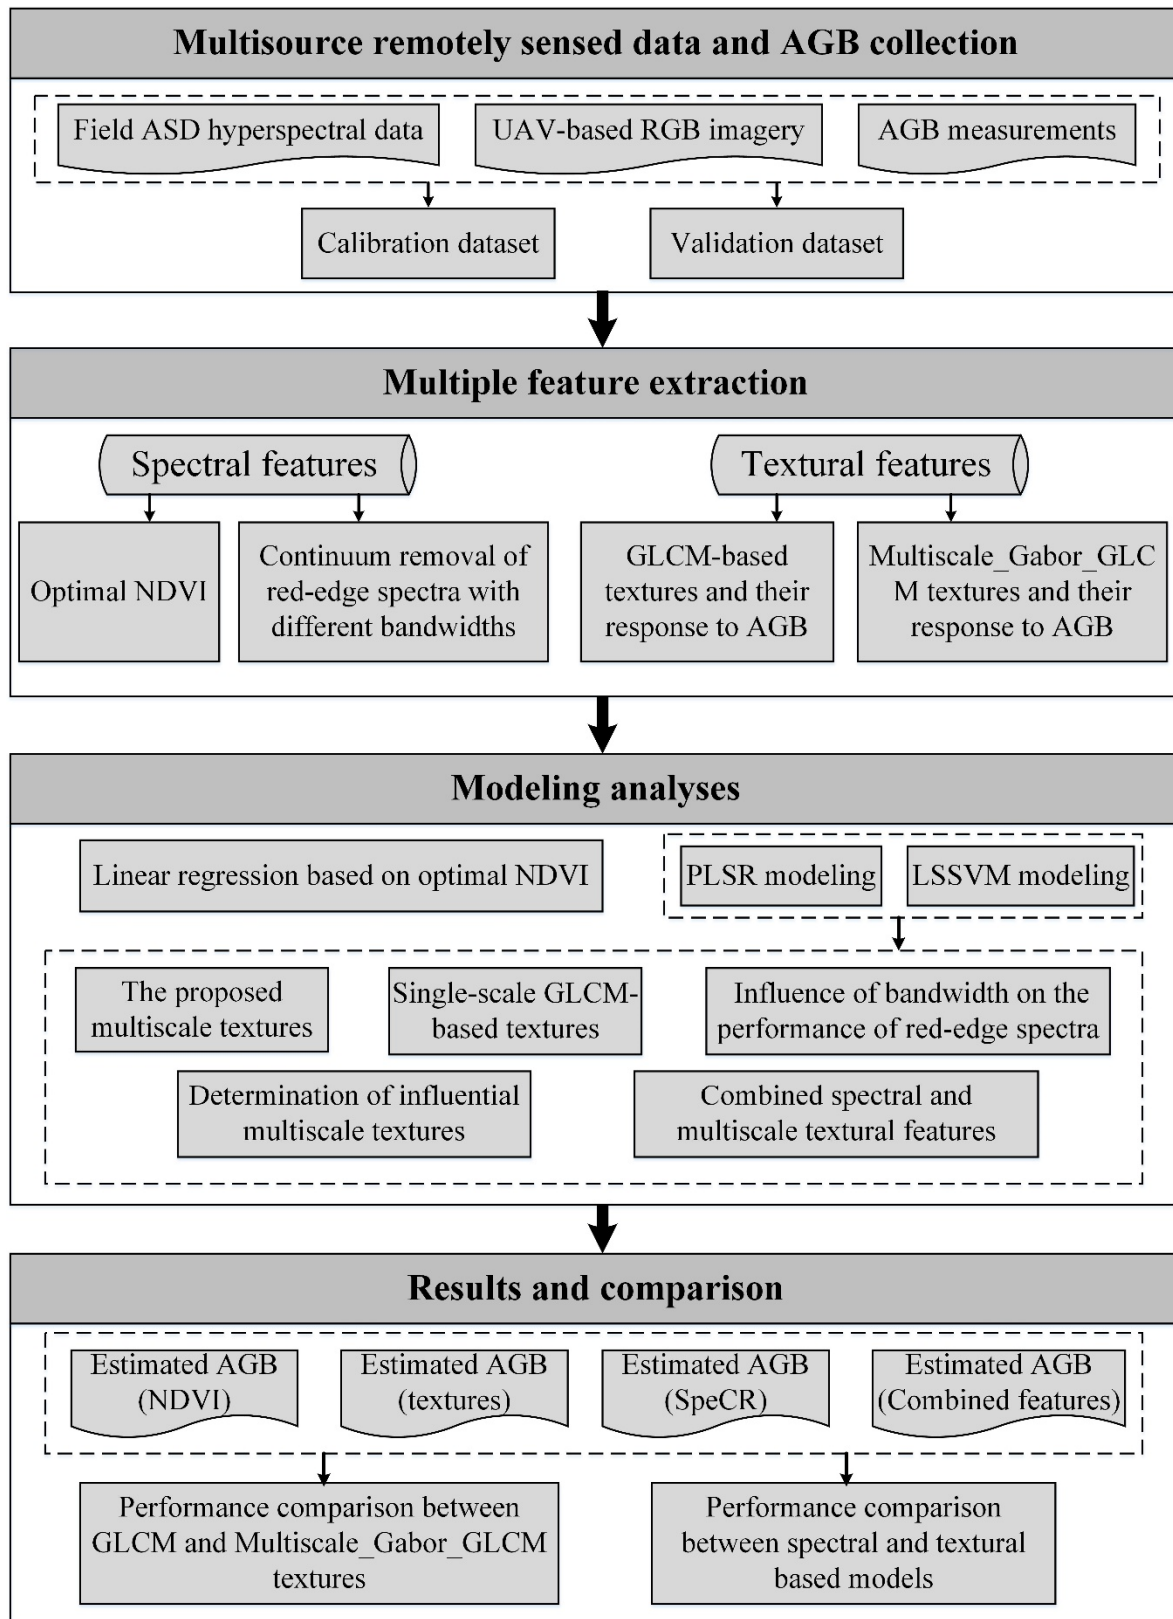 Multisource remotely sensed data and AGB collection
Field ASD hyperspectral data
UAV-based RGB imagery
AGB measurements
Calibration dataset
Validation dataset
Multiple feature extraction
Spectral features
Textural features
Optimal NDVI
Continuum removal of
red-edge spectra with
different bandwidths
GLCM-based
textures and their
response to AGB
Multiscale_Gabor_GLC
M textures and their
response to AGB
Modeling analyses
Linear regression based on optimal NDVI
PLSR modeling
LSSVM modeling
The proposed
multiscale textures
Single-scale GLCM-
based textures
Influence of bandwidth on the
performance of red-edge spectra
Determination of influential
multiscale textures
Combined spectral and
multiscale textural features
Results and comparison
Estimated AGB
(NDVI)
Estimated AGB
(textures)
Estimated AGB
(SpeCR)
Estimated AGB
(Combined features)
Performance comparison between
GLCM and Multiscale_Gabor_GLCM
textures
Performance comparison
between spectral and textural
based models